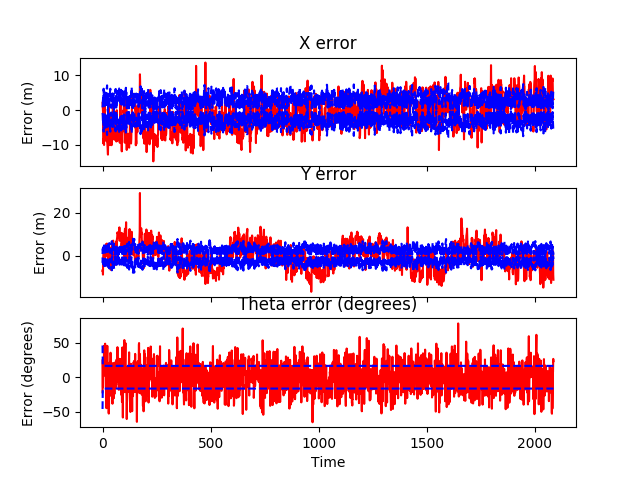 X error
Error (m)
10
0
−10
Y error
Error (m)
20
0
Theta error (degrees)
Error (degrees)
50
0
−50
0 500 1000 1500 2000
Time